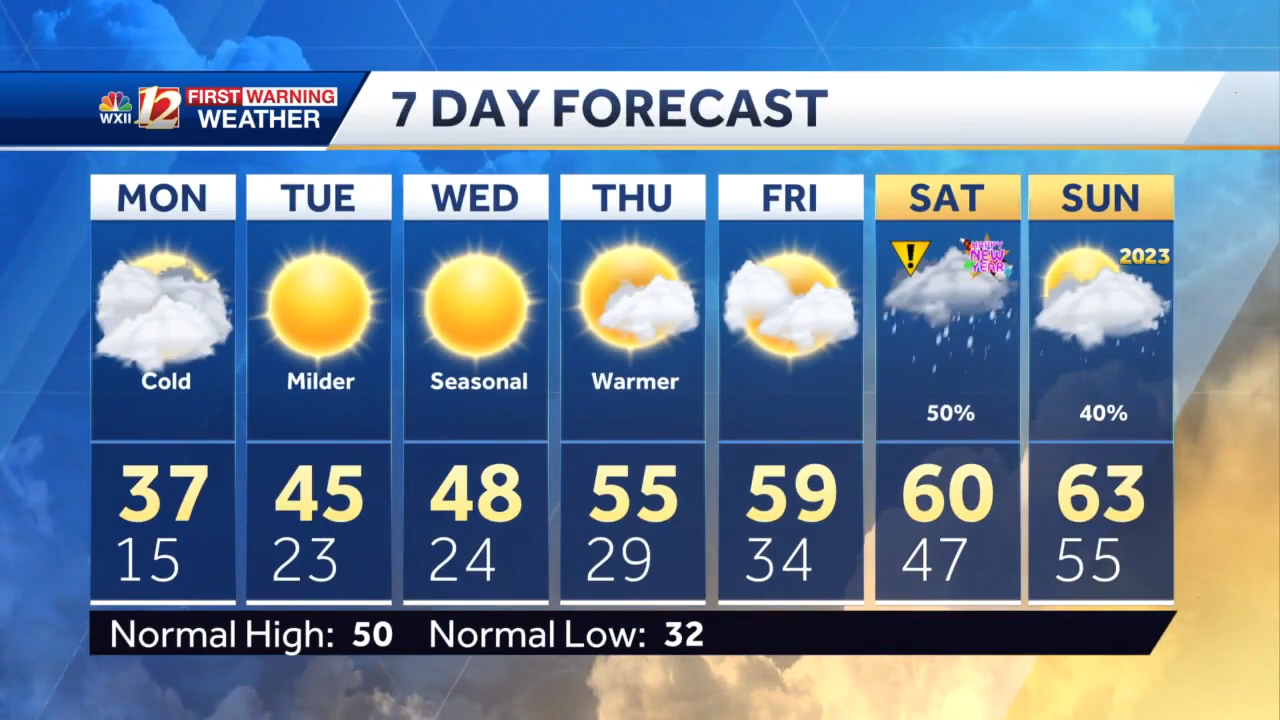 WXII 12 FIRST WARNING
WEATHER
7 DAY FORECAST
MON TUE WED THU FRI SAT SUN
! HAPPY NEW YEAR 2023
Cold Milder Seasonal Warmer
50% 40%
37 45 48 55 59 60 63
15 23 24 29 34 47 55
Normal High: 50 Normal Low: 32